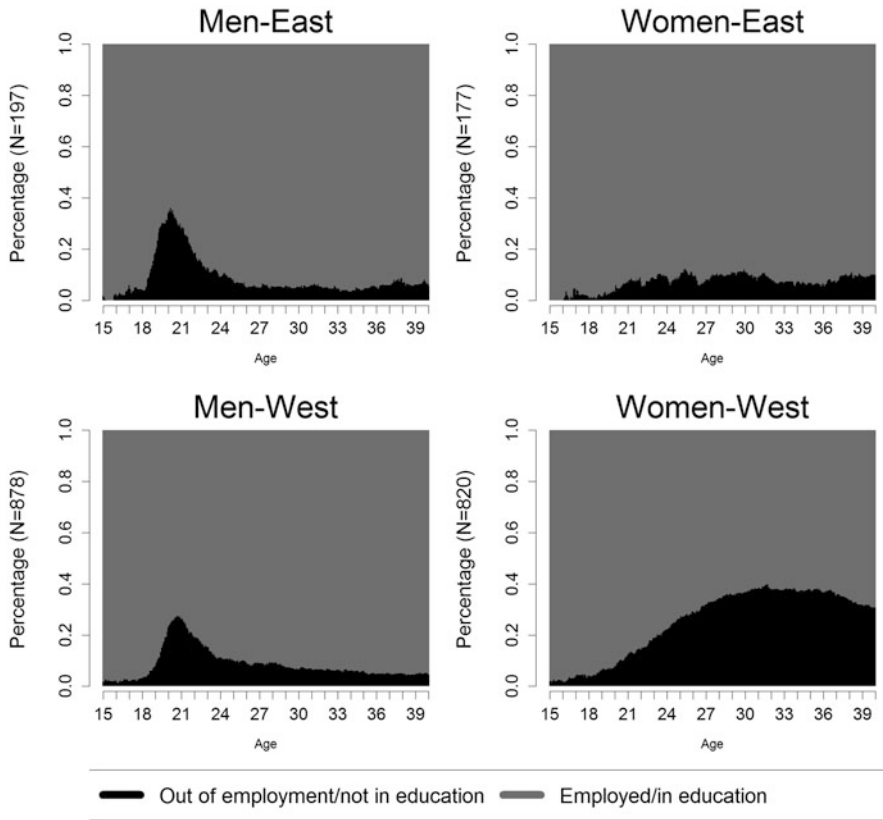 Men-East
Percentage (N=197)
1.0
0.8
0.6
0.4
0.2
0.0
15 18 21 24 27 30 33 36 39
Age
Women-East
Percentage (N=177)
1.0
0.8
0.6
0.4
0.2
0.0
15 18 21 24 27 30 33 36 39
Age
Men-West
Percentage (N=878)
1.0
0.8
0.6
0.4
0.2
0.0
15 18 21 24 27 30 33 36 39
Age
Women-West
Percentage (N=820)
1.0
0.8
0.6
0.4
0.2
0.0
15 18 21 24 27 30 33 36 39
Age
Out of employment/not in education Employed/in education